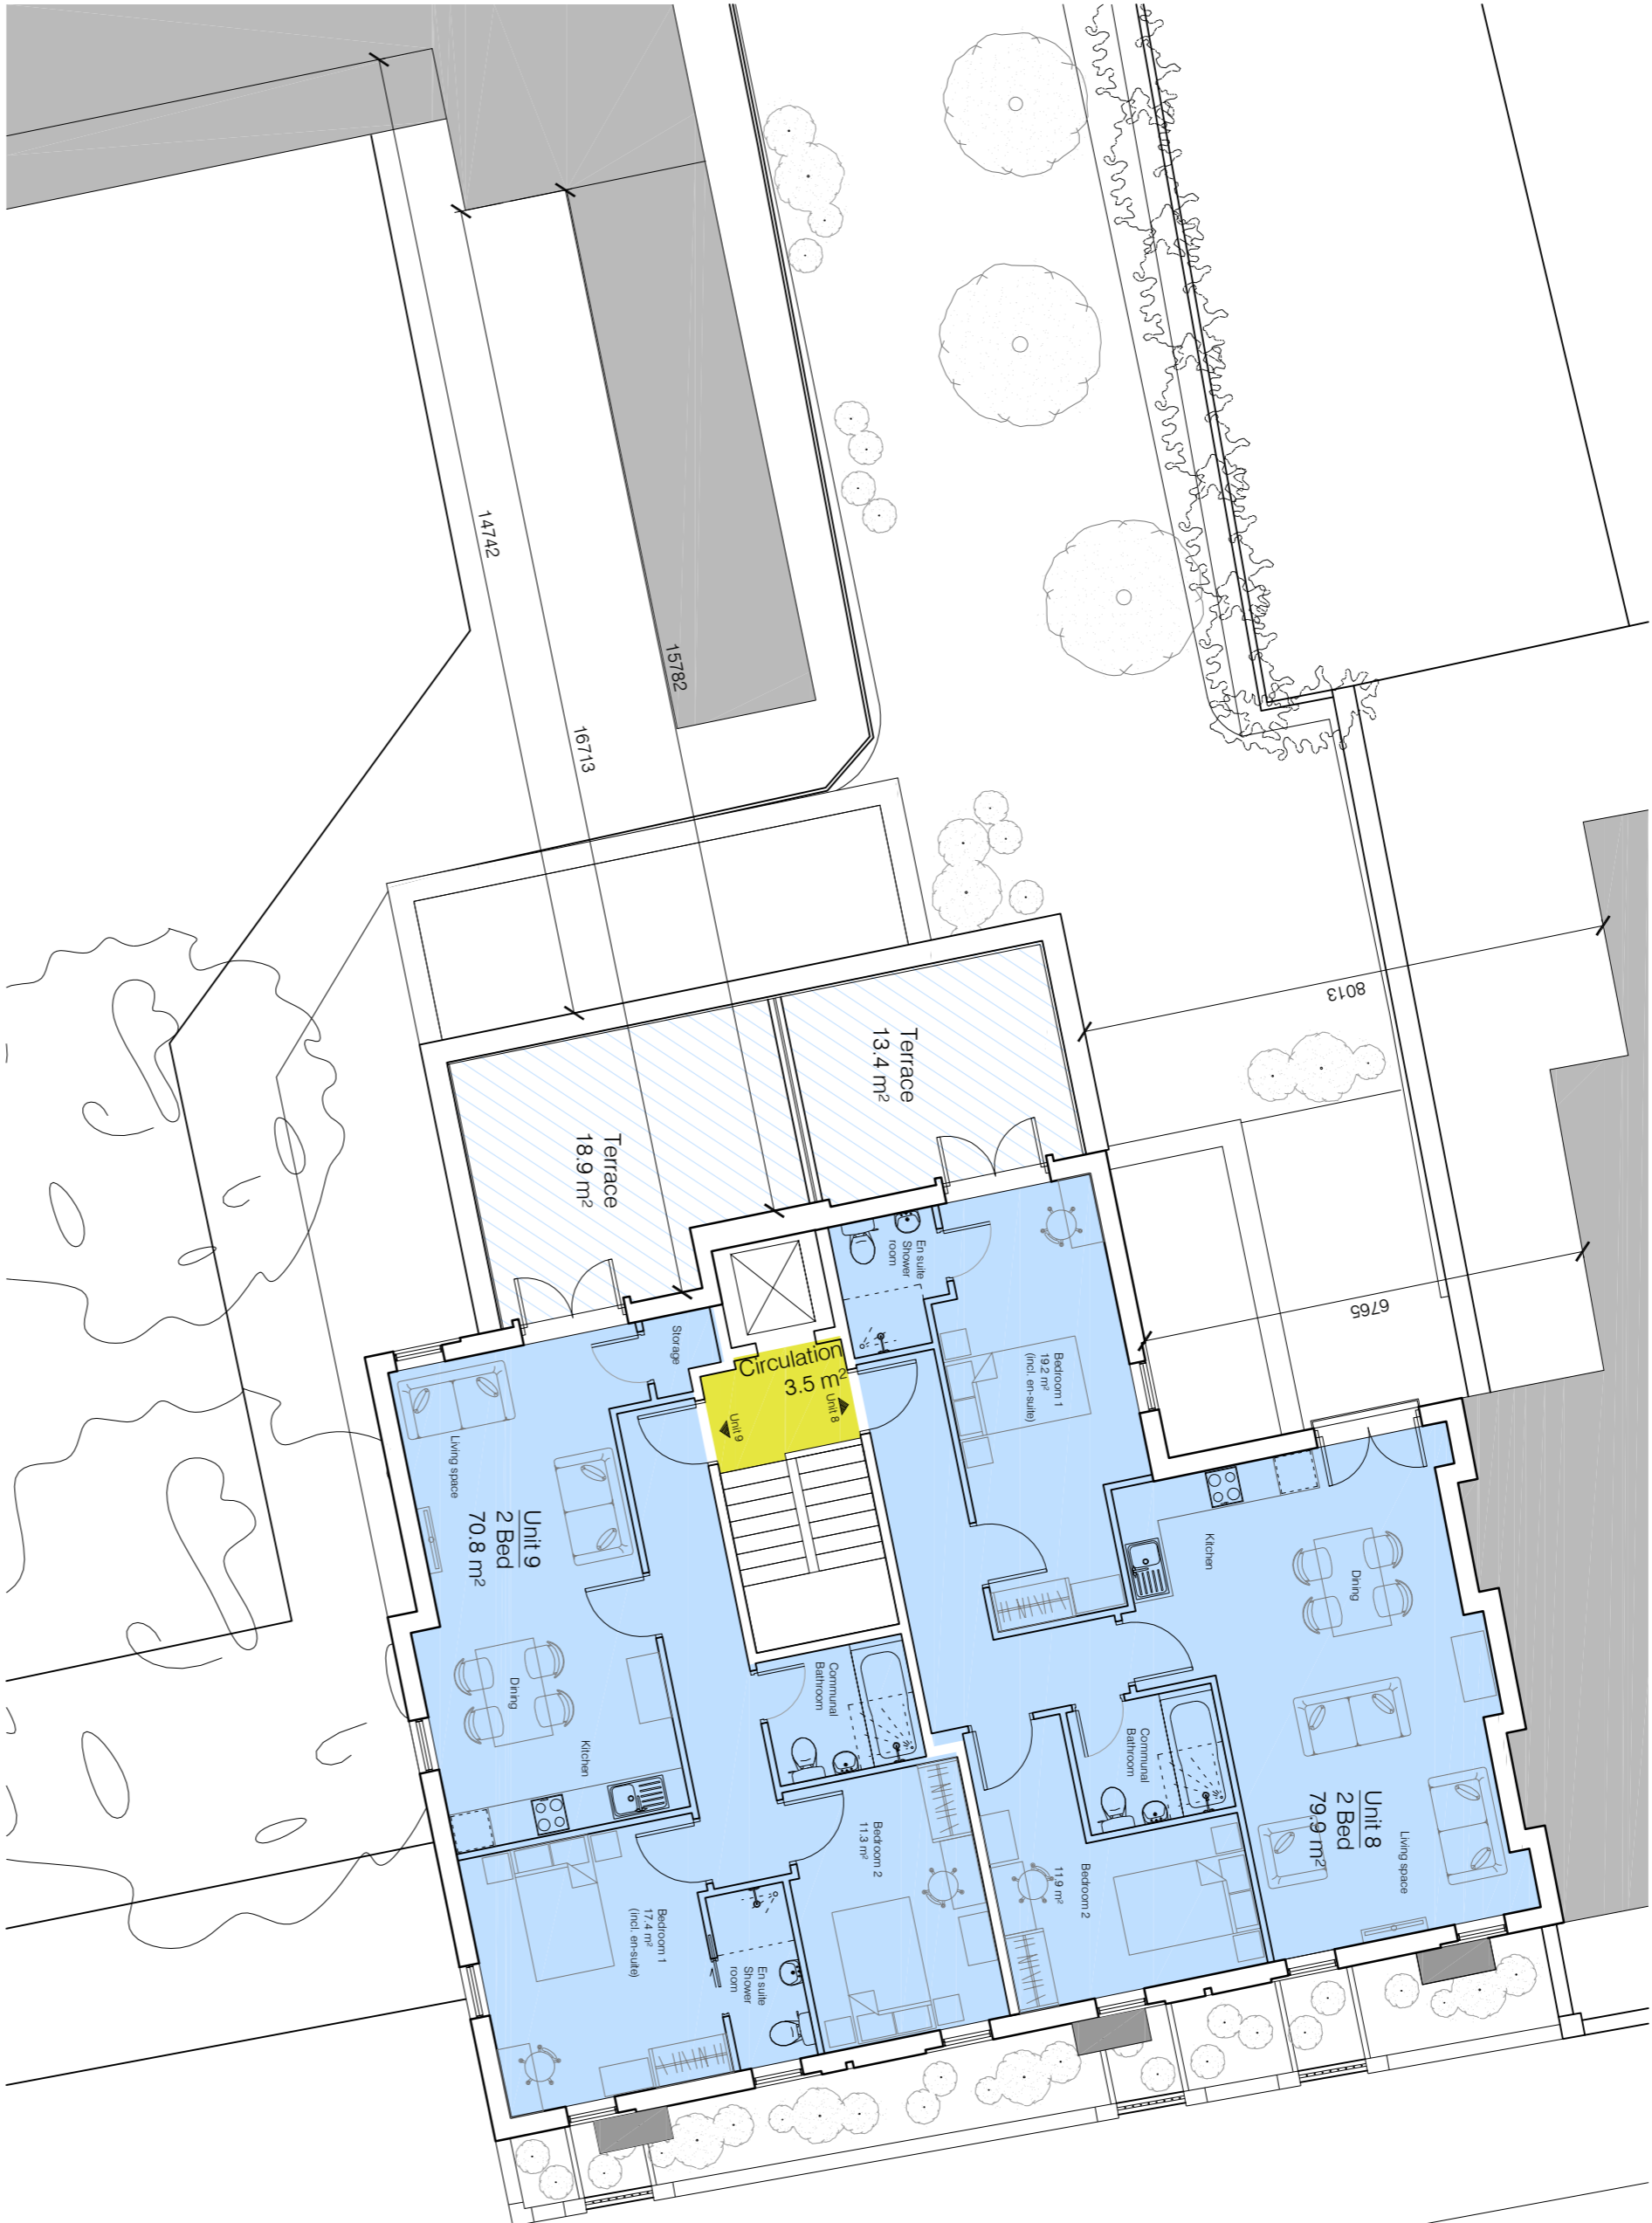 14742
16713
15782
8013
6765
Terrace
13.4 m²
Terrace
18.9 m²
En suite
Shower
room
Storage
Circulation
3.5 m²
Unit 8
Unit 9
Bedroom 1
19.2 m²
(incl. en-suite)
Living space
Unit 9
2 Bed
70.8 m²
Kitchen
Dining
Dining
Kitchen
Communal
Bathroom
Communal
Bathroom
Unit 8
2 Bed
79.9 m²
Living space
Bedroom 2
11.3 m²
Bedroom 2
11.9 m²
Bedroom 1
17.4 m²
(incl. en-suite)
En suite
Shower
room